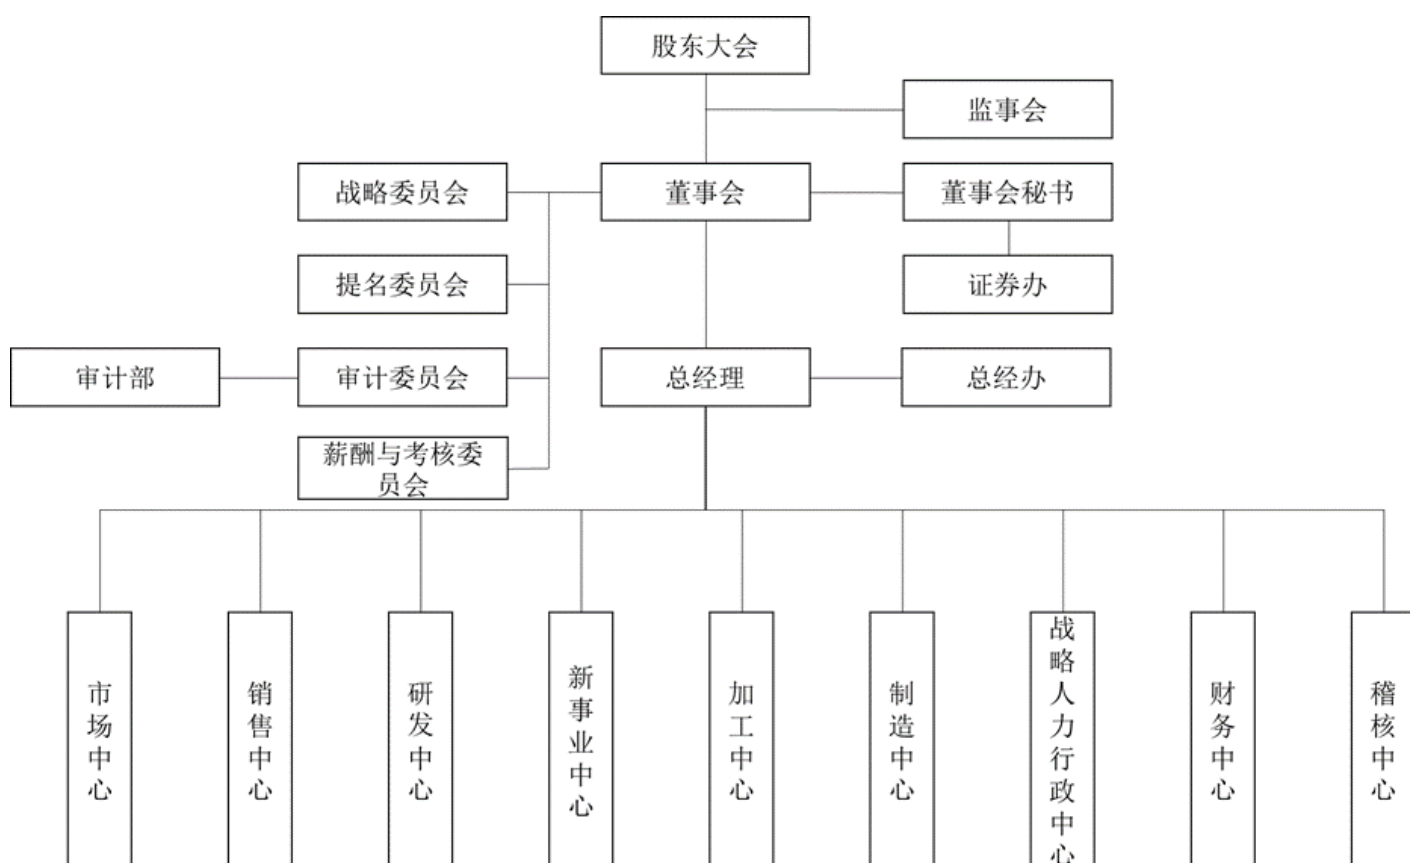 股东大会
监事会
战略委员会
董事会
董事会秘书
提名委员会
证券办
审计部
审计委员会
总经理
总经办
薪酬与考核委
员会
市场中心
销售中心
研发中心
新事业中心
加工中心
制造中心
战略人力行政中心
财务中心
稽核中心